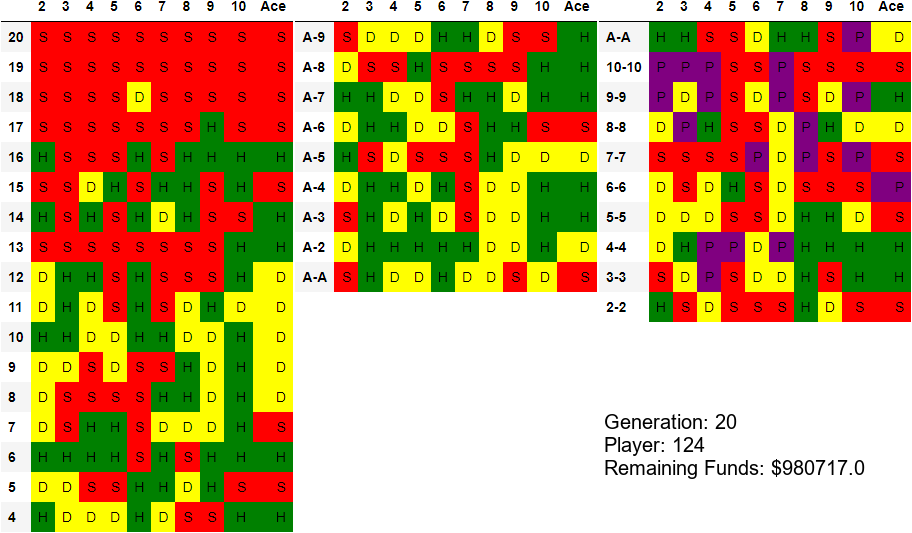 2 3 4 5 6 7 8 9 10 Ace
20 S S S S S S S S S S
19 S S S S S S S S S S
18 S S S S D S S S S S
17 S S S S S S S H S S
16 H S S S H S H H H H
15 S S D H S H H S H S
14 H S H S H D H S S H
13 S S S S S S S S H H
12 D H H S H S S S H D
11 D H D S H S D H D D
10 H H D D H H D D H D
9 D D S D S S H D H D
8 D S S S S H H D H D
7 D S H H S D D D H S
6 H H H H S H S H H H
5 D D S S H H D H S S
4 H D D D H D S S H H
2 3 4 5 6 7 8 9 10 Ace
A-9 S D D D H H D S S H
A-8 D S S H S S S S H H
A-7 H H D D S H H D H H
A-6 D H H D D S H H S S
A-5 H S D S S S H D D D
A-4 D H H D H S D D H H
A-3 S H D H D S D D H H
A-2 D H H H H H D D H D
A-A S H D D H D D S D S
2 3 4 5 6 7 8 9 10 Ace
A-A H H S S D H H S P D
10-10 P P P S S P S S S S
9-9 P D P S D P S D P H
8-8 D P H S S D P H D D
7-7 S S S S P D P S P S
6-6 D S D H S D S S S P
5-5 D D D S S D H H D S
4-4 D H P P D P H H H H
3-3 S D P S D D H S H H
2-2 H S D S S S H D S S
Generation: 20
Player: 124
Remaining Funds: $980717.0